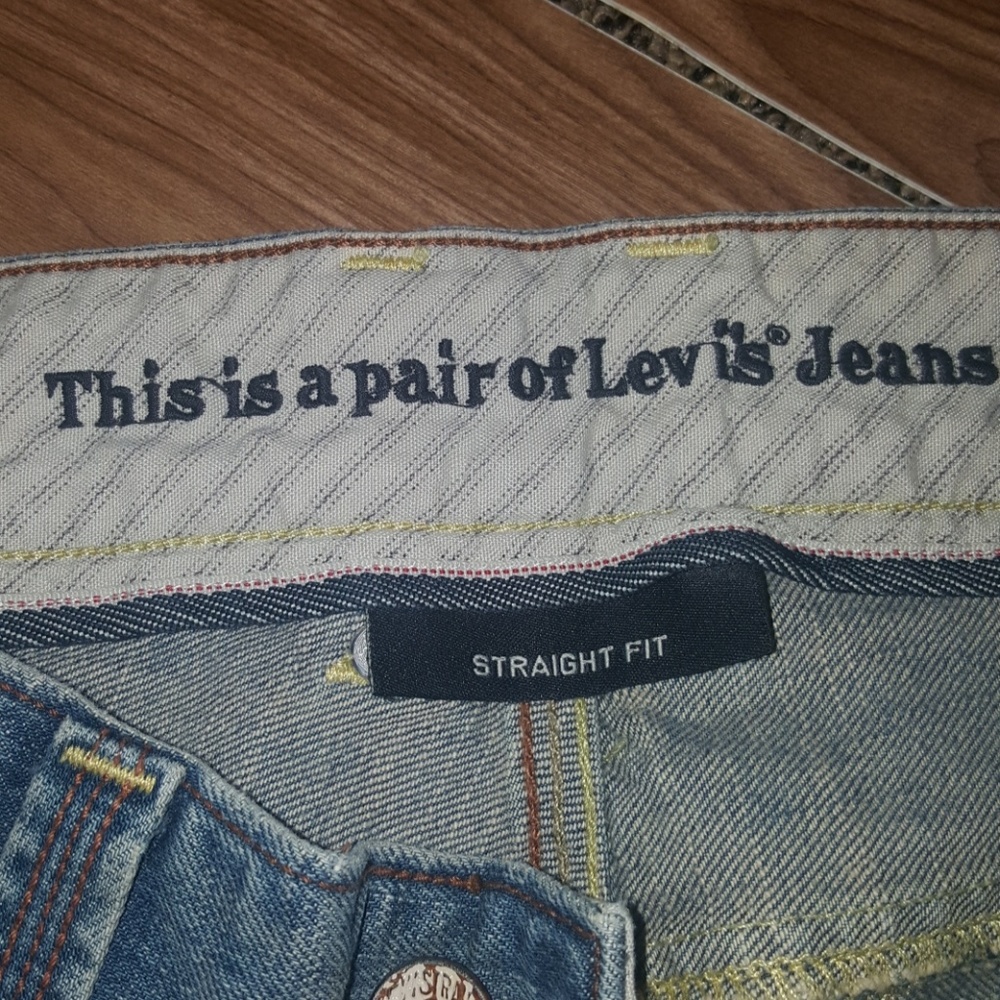 This is a pair of Levi's® Jeans
STRAIGHT FIT